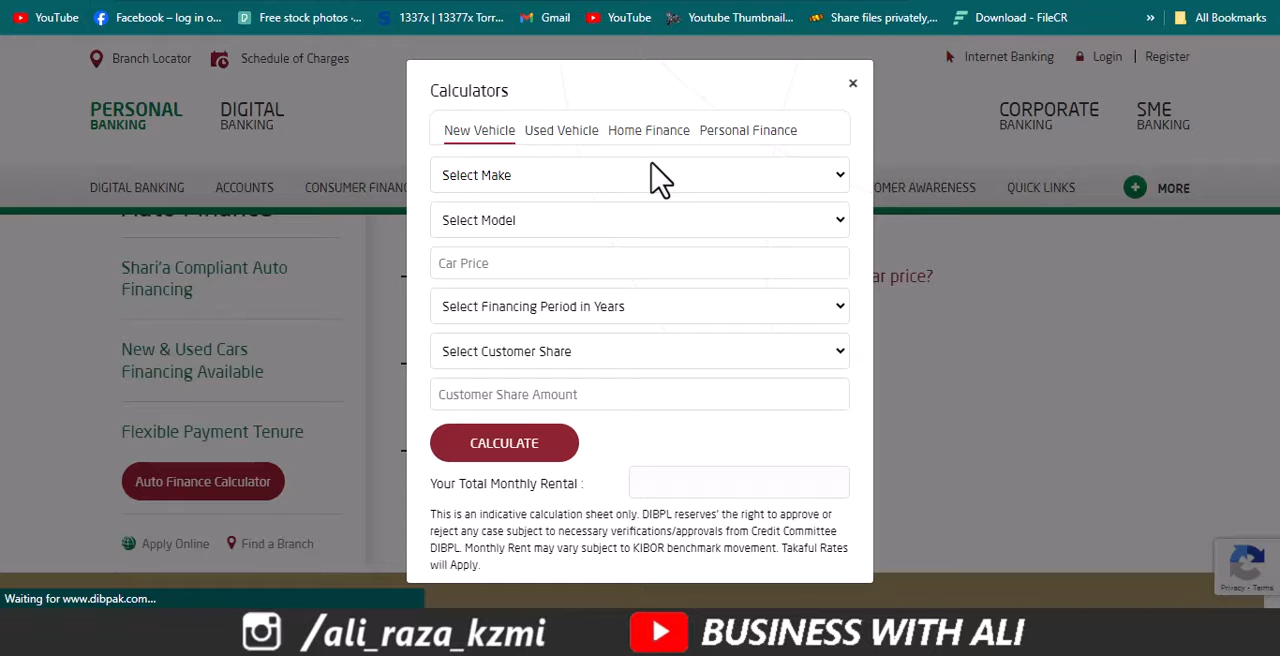 YouTube
Facebook – log in o...
Free stock photos ·...
1337x | 13377x Torr...
Gmail
YouTube
Youtube Thumbnail...
Share files privately,...
Download - FileCR
»
All Bookmarks
Branch Locator
Schedule of Charges
Internet Banking
Login
Register
PERSONAL
BANKING
DIGITAL
BANKING
CORPORATE
BANKING
SME
BANKING
DIGITAL BANKING
ACCOUNTS
CONSUMER FINANC
OMER AWARENESS
QUICK LINKS
MORE
Auto Finance
Shari'a Compliant Auto
Financing
New & Used Cars
Financing Available
Flexible Payment Tenure
Auto Finance Calculator
Apply Online
Find a Branch
ar price?
Calculators
×
New Vehicle
Used Vehicle
Home Finance
Personal Finance
Select Make
Select Model
Car Price
Select Financing Period in Years
Select Customer Share
Customer Share Amount
CALCULATE
Your Total Monthly Rental :
This is an indicative calculation sheet only. DIBPL reserves' the right to approve or
reject any case subject to necessary verifications/approvals from Credit Committee
DIBPL. Monthly Rent may vary subject to KIBOR benchmark movement. Takaful Rates
will Apply.
Privacy - Terms
Waiting for www.dibpak.com...
/ali_raza_kzmi
BUSINESS WITH ALI